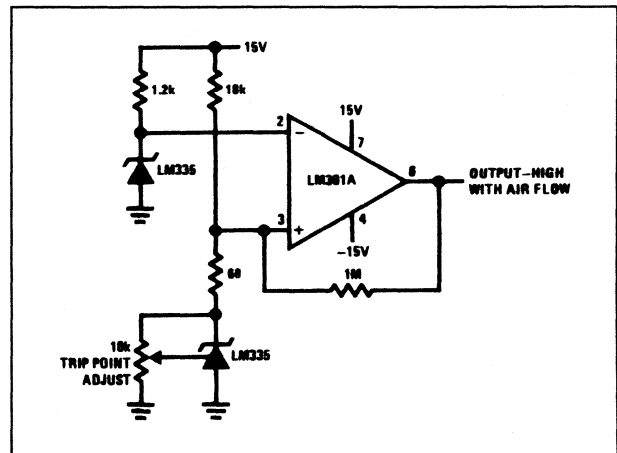 15V
1.2k
18k
15V
2
7
−
LM335
LM301A
6
OUTPUT–HIGH
WITH AIR FLOW
3
+
4
−15V
68
1M
10k
TRIP POINT
ADJUST
LM335